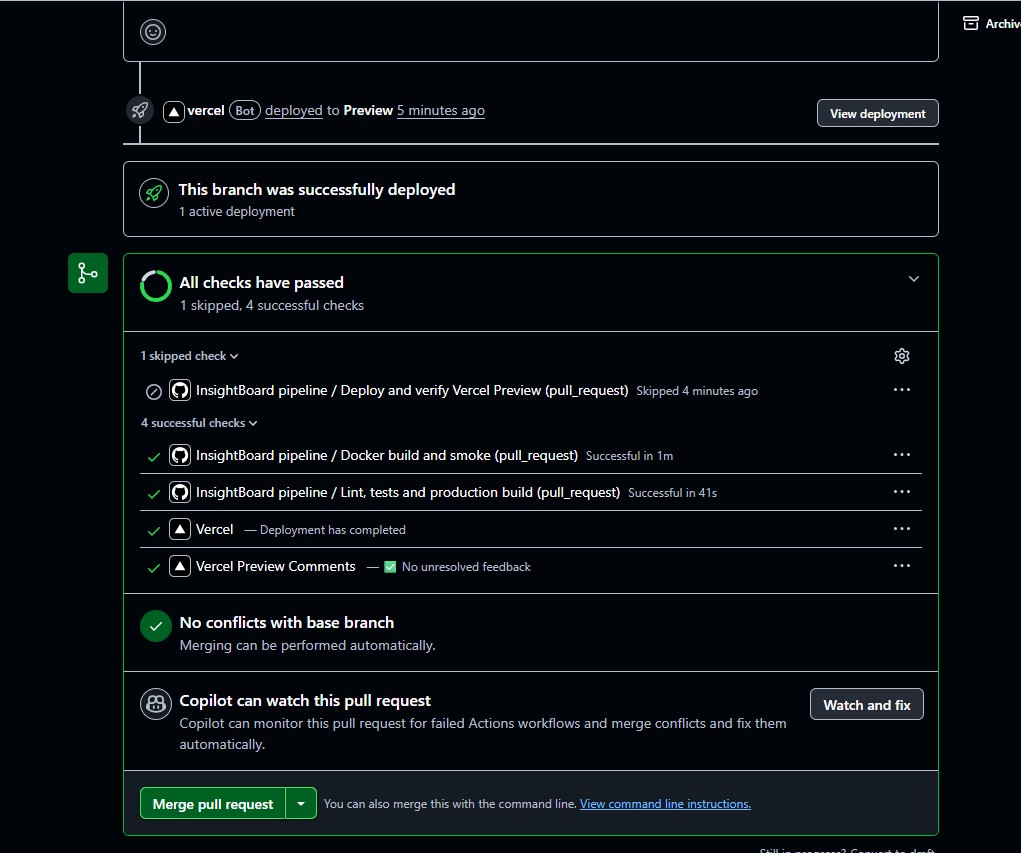 Archiv
vercel Bot deployed to Preview 5 minutes ago
View deployment
This branch was successfully deployed
1 active deployment
All checks have passed
1 skipped, 4 successful checks
1 skipped check
InsightBoard pipeline / Deploy and verify Vercel Preview (pull_request) Skipped 4 minutes ago
4 successful checks
InsightBoard pipeline / Docker build and smoke (pull_request) Successful in 1m
InsightBoard pipeline / Lint, tests and production build (pull_request) Successful in 41s
Vercel — Deployment has completed
Vercel Preview Comments — ✅ No unresolved feedback
No conflicts with base branch
Merging can be performed automatically.
Copilot can watch this pull request
Copilot can monitor this pull request for failed Actions workflows and merge conflicts and fix them
automatically.
Watch and fix
Merge pull request
You can also merge this with the command line. View command line instructions.
Still in progress? Convert to draft